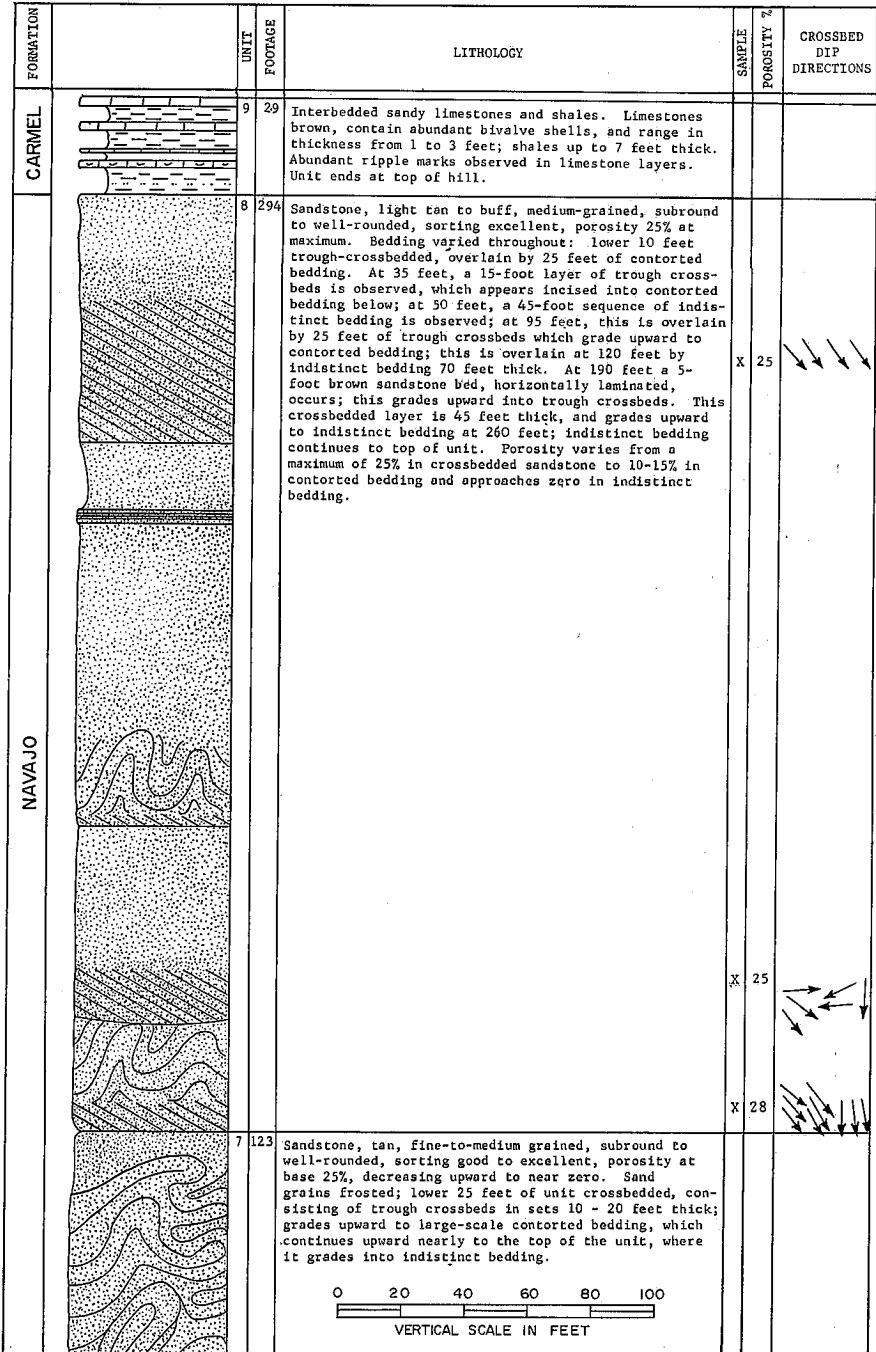 FORMATION
UNIT
FOOTAGE
LITHOLOGY
SAMPLE
POROSITY %
CROSSBED
DIP
DIRECTIONS
CARMEL
9 29 Interbedded sandy limestones and shales. Limestones
brown, contain abundant bivalve shells, and range in
thickness from 1 to 3 feet; shales up to 7 feet thick.
Abundant ripple marks observed in limestone layers.
Unit ends at top of hill.
NAVAJO
8 294 Sandstone, light tan to buff, medium-grained, subround
to well-rounded, sorting excellent, porosity 25% at
maximum. Bedding varied throughout: lower 10 feet
trough-crossbedded, overlain by 25 feet of contorted
bedding. At 35 feet, a 15-foot layer of trough cross-
beds is observed, which appears incised into contorted
bedding below; at 50 feet, a 45-foot sequence of indis-
tinct bedding is observed; at 95 feet, this is overlain
by 25 feet of trough crossbeds which grade upward to
contorted bedding; this is overlain at 120 feet by
indistinct bedding 70 feet thick. At 190 feet a 5-
foot brown sandstone bed, horizontally laminated,
occurs; this grades upward into trough crossbeds. This
crossbedded layer is 45 feet thick, and grades upward
to indistinct bedding at 260 feet; indistinct bedding
continues to top of unit. Porosity varies from a
maximum of 25% in crossbedded sandstone to 10-15% in
contorted bedding and approaches zero in indistinct
bedding.
X 25
X 25
X 28
7 123 Sandstone, tan, fine-to-medium grained, subround to
well-rounded, sorting good to excellent, porosity at
base 25%, decreasing upward to near zero. Sand
grains frosted; lower 25 feet of unit crossbedded, con-
sisting of trough crossbeds in sets 10 - 20 feet thick;
grades upward to large-scale contorted bedding, which
continues upward nearly to the top of the unit, where
it grades into indistinct bedding.
0 20 40 60 80 100
VERTICAL SCALE IN FEET